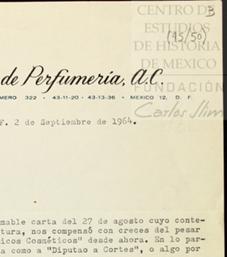 B
CENTRO DE
ESTUDIOS
DE HISTORIA
DE MEXICO
(45/50)
FUNDACIÓN
Carlos Slim
de Perfumería, A.C.
MERO 322 • 43-11-20 • 43-13-36 • MEXICO 12, D. F.
F. 2 de Septiembre de 1964.
mable carta del 27 de agosto cuyo conte-
tura, nos compensó con creces del pesar
icos Cosméticos" desde ahora. En lo par-
a como a "Diputao a Cortes", o algo por